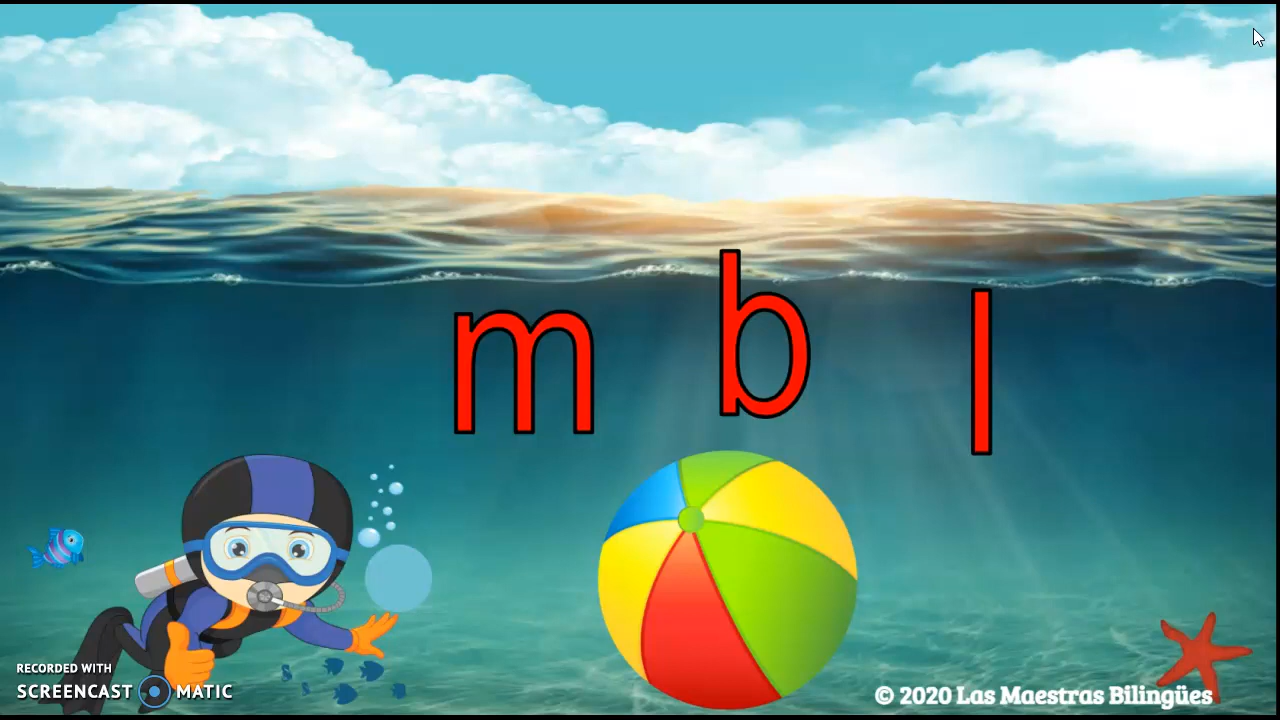 m b l
RECORDED WITH
SCREENCAST MATIC
© 2020 Las Maestras Bilingües